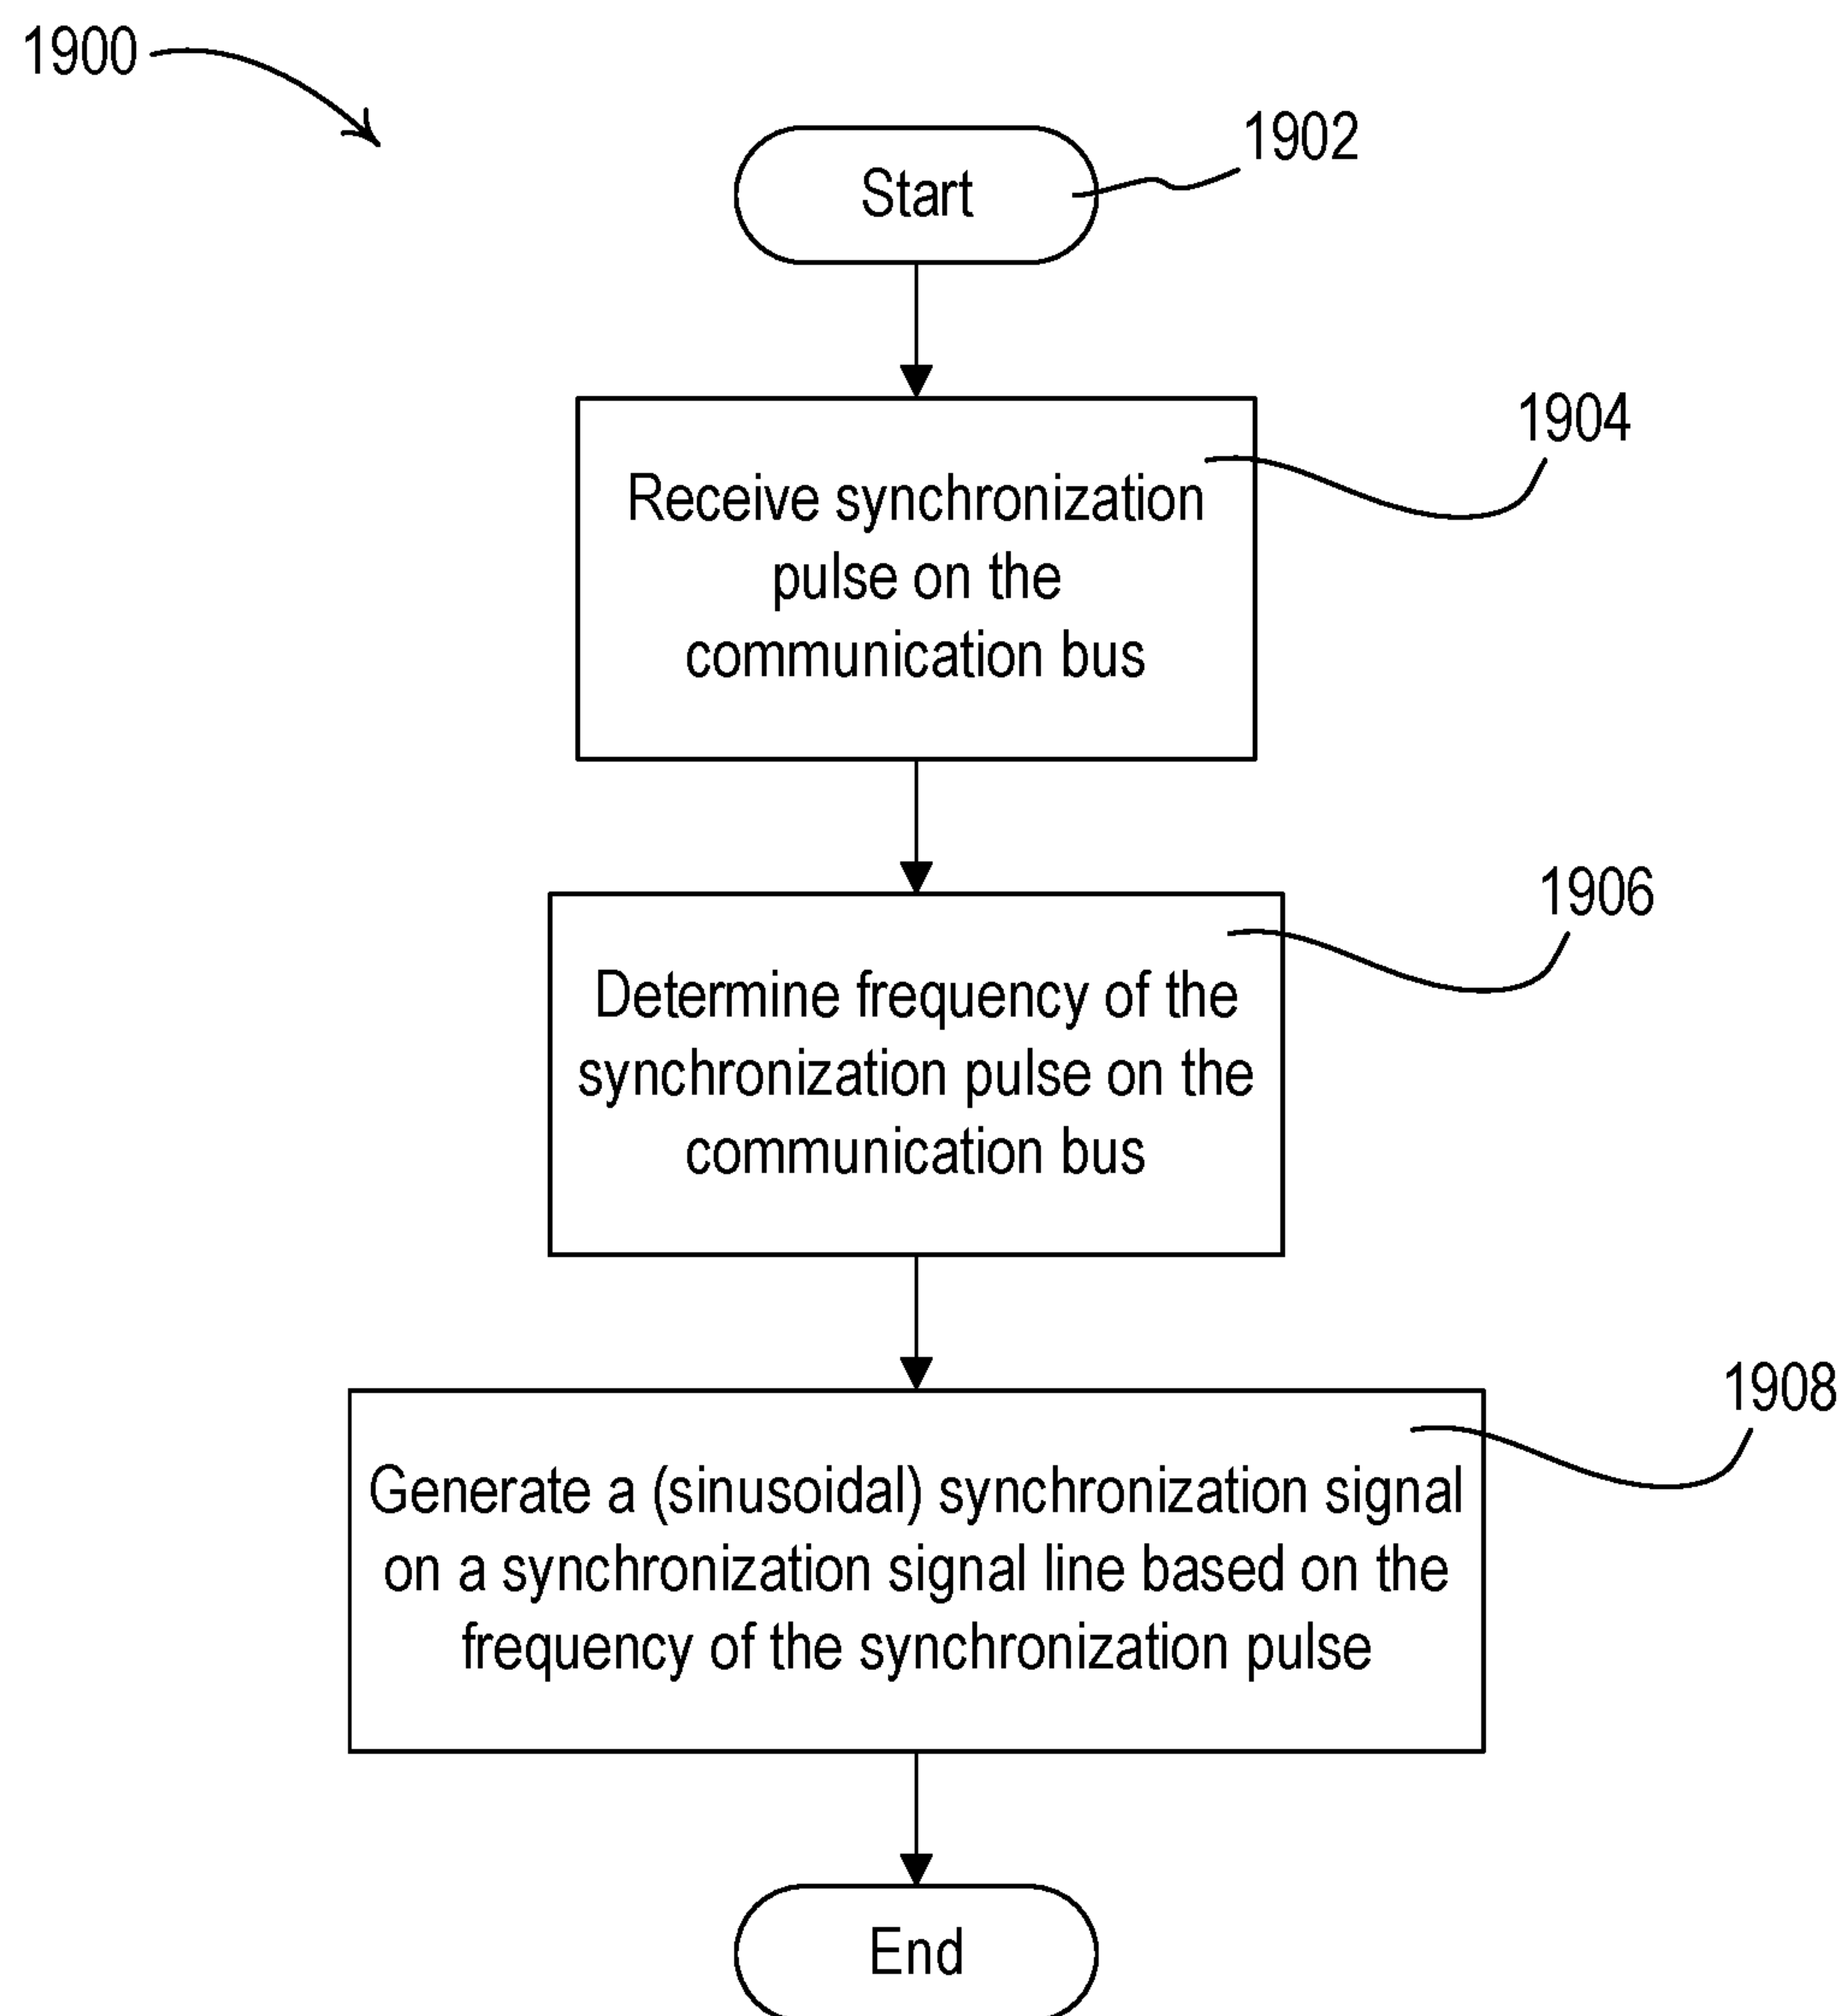 1900
1902
Start
1904
Receive synchronization
pulse on the
communication bus
1906
Determine frequency of the
synchronization pulse on the
communication bus
1908
Generate a (sinusoidal) synchronization signal
on a synchronization signal line based on the
frequency of the synchronization pulse
End